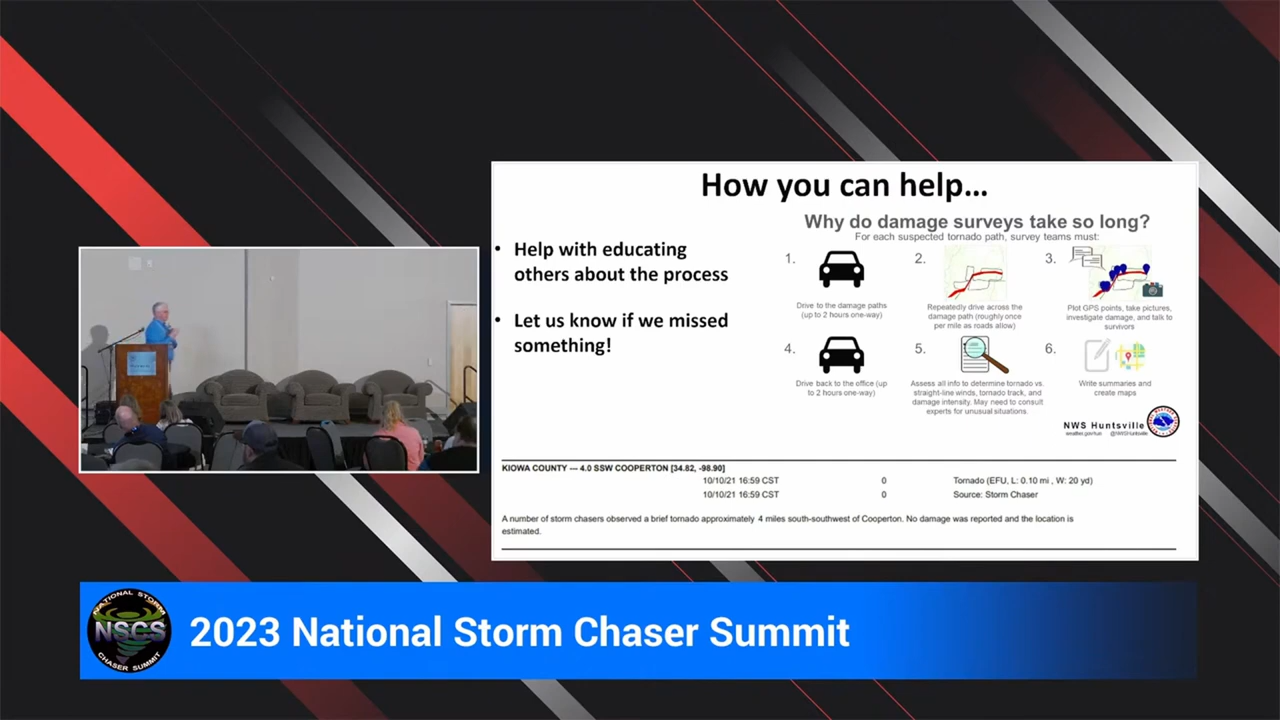 How you can help...
• Help with educating
others about the process
• Let us know if we missed
something!
Why do damage surveys take so long?
For each suspected tornado path, survey teams must:
1.
Drive to the damage paths
(up to 2 hours one-way)
2.
Repeatedly drive across the
damage path (roughly once
per mile as roads allow)
3.
Plot GPS points, take pictures,
investigate damage, and talk to
survivors
4.
Drive back to the office (up
to 2 hours one-way)
5.
Assess all info to determine tornado vs.
straight-line winds, tornado track, and
damage intensity. May need to consult
experts for unusual situations.
6.
Write summaries and
create maps
NWS Huntsville
weather.gov/hun @NWSHuntsville
KIOWA COUNTY --- 4.0 SSW COOPERTON [34.82, -98.90]
10/10/21 16:59 CST 0 Tornado (EFU, L: 0.10 mi , W: 20 yd)
10/10/21 16:59 CST 0 Source: Storm Chaser
A number of storm chasers observed a brief tornado approximately 4 miles south-southwest of Cooperton. No damage was reported and the location is
estimated.
NATIONAL STORM
NSCS
CHASER SUMMIT
2023 National Storm Chaser Summit